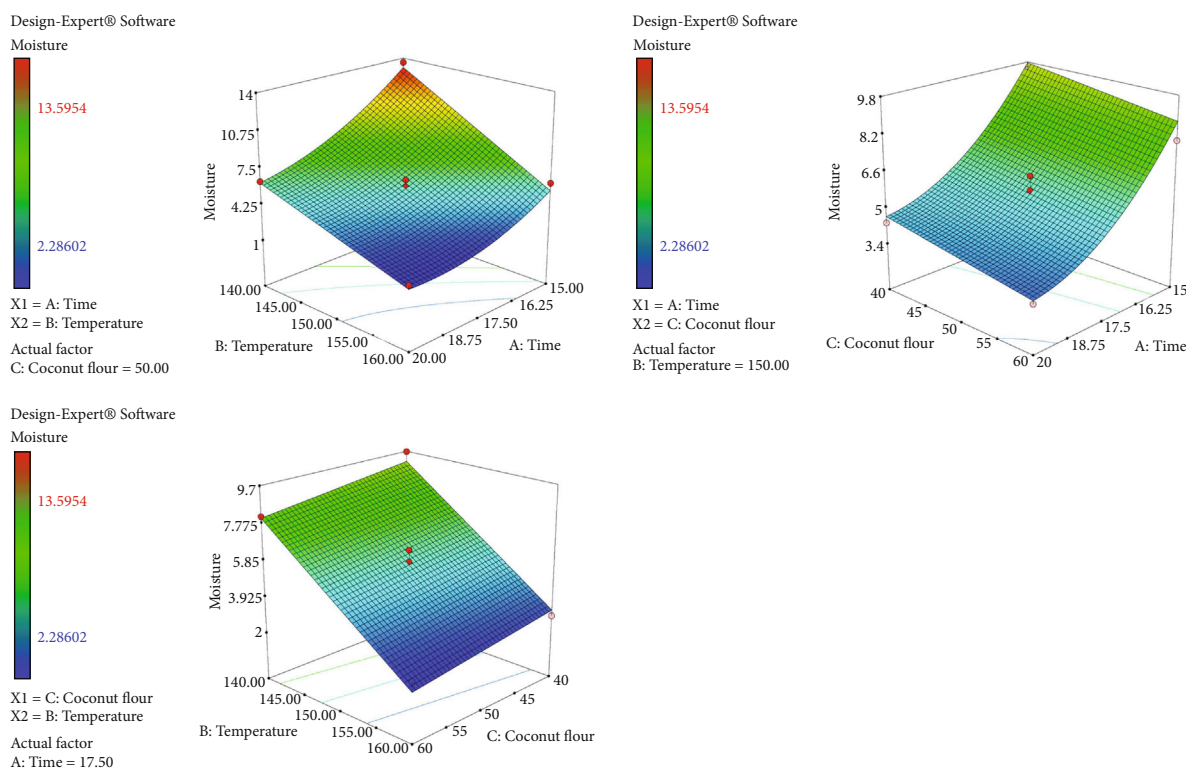 Design-Expert® Software
Moisture
13.5954
2.28602
X1 = A: Time
X2 = B: Temperature
Actual factor
C: Coconut flour = 50.00
14
10.75
7.5
4.25
1
Moisture
140.00
145.00
150.00
155.00
160.00
B: Temperature
15.00
16.25
17.50
18.75
20.00
A: Time
Design-Expert® Software
Moisture
13.5954
2.28602
X1 = A: Time
X2 = C: Coconut flour
Actual factor
B: Temperature = 150.00
9.8
8.2
6.6
5
3.4
Moisture
40
45
50
55
60
C: Coconut flour
15
16.25
17.5
18.75
20
A: Time
Design-Expert® Software
Moisture
13.5954
2.28602
X1 = C: Coconut flour
X2 = B: Temperature
Actual factor
A: Time = 17.50
9.7
7.775
5.85
3.925
2
Moisture
140.00
145.00
150.00
155.00
160.00
B: Temperature
40
45
50
55
60
C: Coconut flour